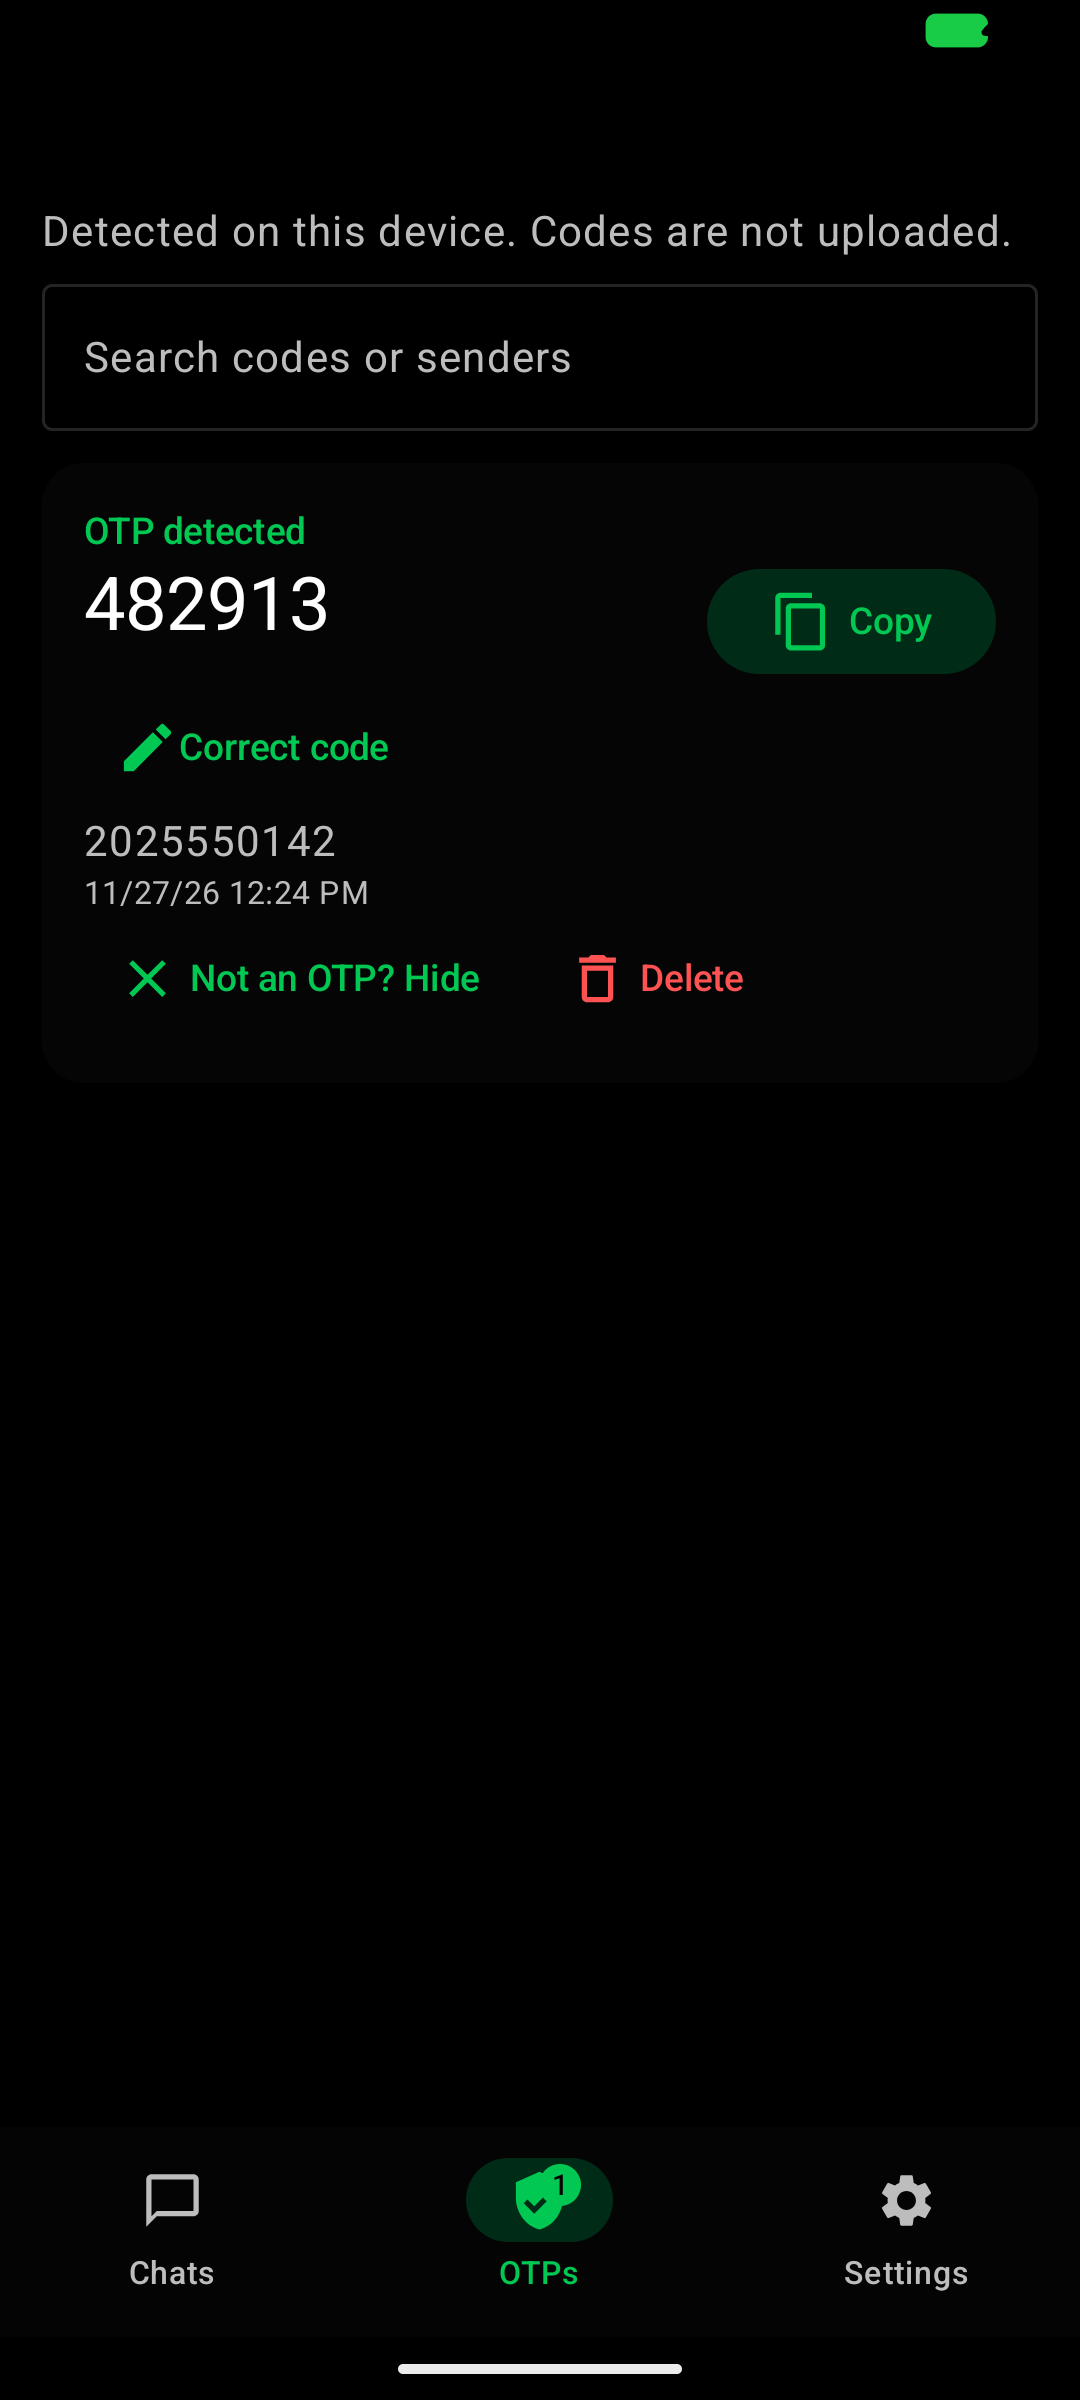 Detected on this device. Codes are not uploaded.
Search codes or senders
OTP detected
482913
Copy
Correct code
2025550142
11/27/26 12:24 PM
Not an OTP? Hide
Delete
1
Chats
OTPs
Settings